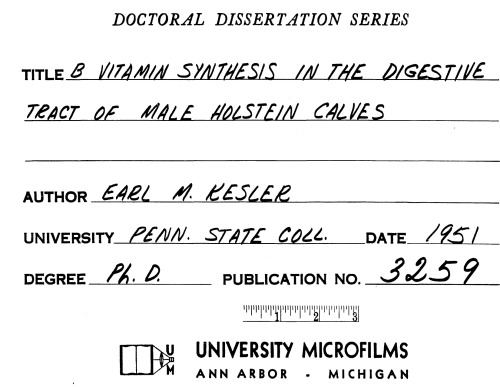 DOCTORAL DISSERTATION SERIES
TITLE B VITAMIN SYNTHESIS IN THE DIGESTIVE
TRACT OF MALE HOLSTEIN CALVES
AUTHOR EARL M. KESLER
UNIVERSITY PENN. STATE COLL. DATE 1951
DEGREE Ph. D. PUBLICATION NO. 3259
1 2 3
U M UNIVERSITY MICROFILMS
ANN ARBOR - MICHIGAN